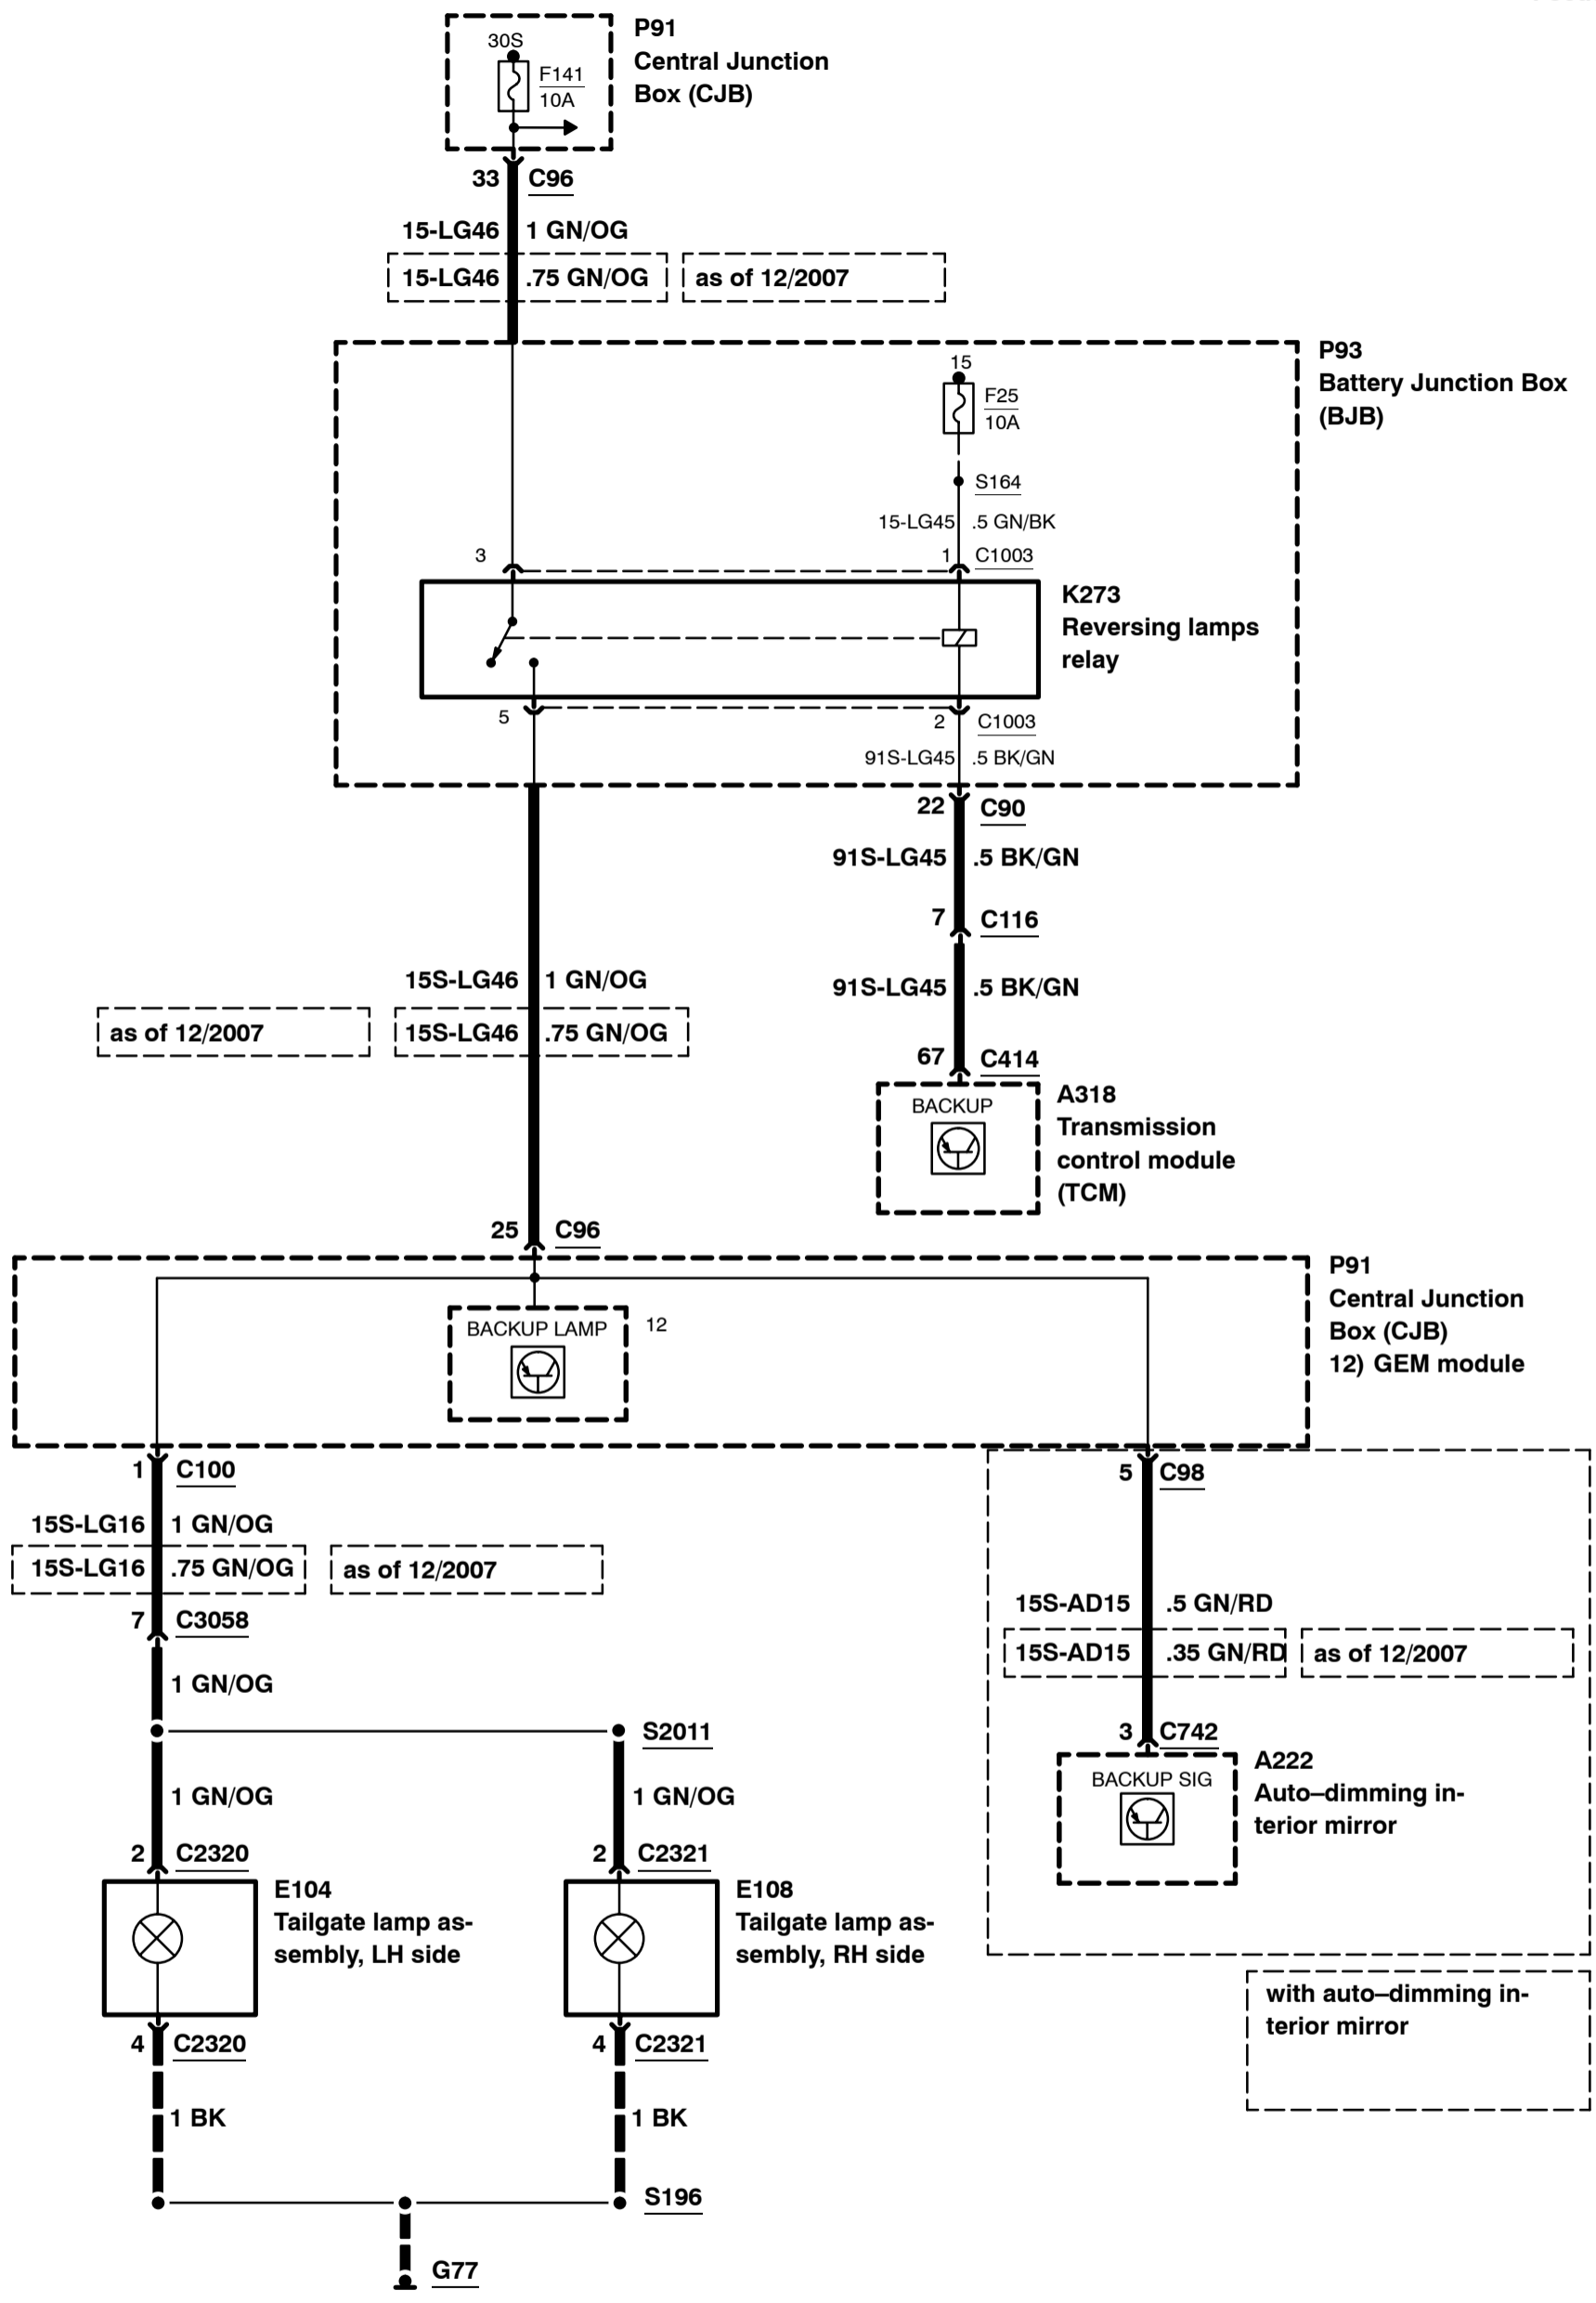 30S
F141
10A
P91
Central Junction
Box (CJB)
33 C96
15-LG46 1 GN/OG
15-LG46 .75 GN/OG as of 12/2007
P93
Battery Junction Box
(BJB)
15
F25
10A
S164
15-LG45 .5 GN/BK
3 1 C1003
K273
Reversing lamps
relay
5 2 C1003
91S-LG45 .5 BK/GN
22 C90
91S-LG45 .5 BK/GN
7 C116
15S-LG46 1 GN/OG
91S-LG45 .5 BK/GN
as of 12/2007 15S-LG46 .75 GN/OG
67 C414
BACKUP
A318
Transmission
control module
(TCM)
25 C96
P91
Central Junction
Box (CJB)
12) GEM module
BACKUP LAMP 12
1 C100
5 C98
15S-LG16 1 GN/OG
15S-LG16 .75 GN/OG as of 12/2007
7 C3058
15S-AD15 .5 GN/RD
15S-AD15 .35 GN/RD as of 12/2007
1 GN/OG
S2011
3 C742
BACKUP SIG
A222
Auto–dimming in-
terior mirror
1 GN/OG 1 GN/OG
2 C2320 2 C2321
E104
Tailgate lamp as-
sembly, LH side
E108
Tailgate lamp as-
sembly, RH side
with auto–dimming in-
terior mirror
4 C2320 4 C2321
1 BK 1 BK
S196
G77